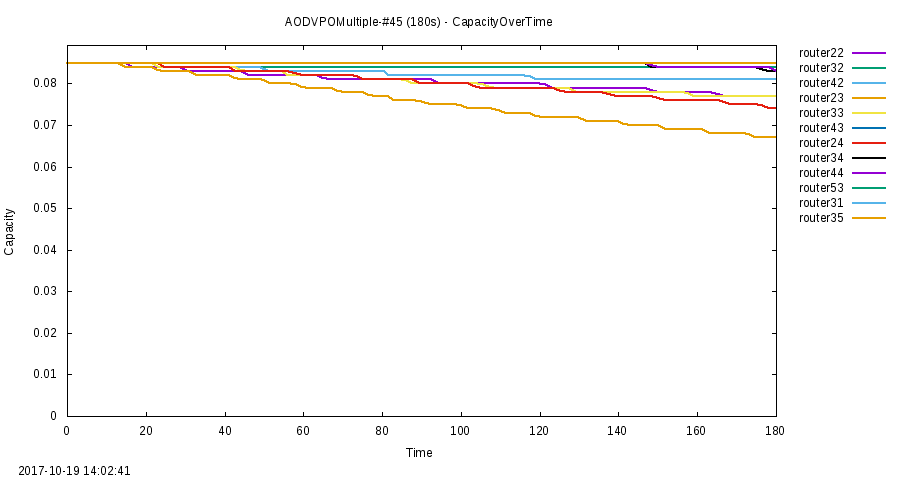 AODVPOMultiple-#45 (180s) - CapacityOverTime
router22
router32
router42
router23
router33
router43
router24
router34
router44
router53
router31
router35
0.08
0.07
0.06
0.05
0.04
0.03
0.02
0.01
0
Capacity
0 20 40 60 80 100 120 140 160 180
Time
2017-10-19 14:02:41